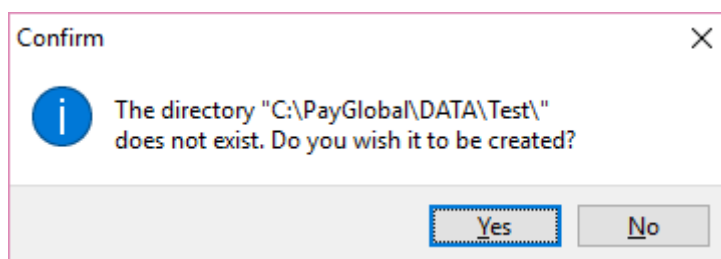 Confirm
The directory "C:\PayGlobal\DATA\Test\"
does not exist. Do you wish it to be created?
Yes
No